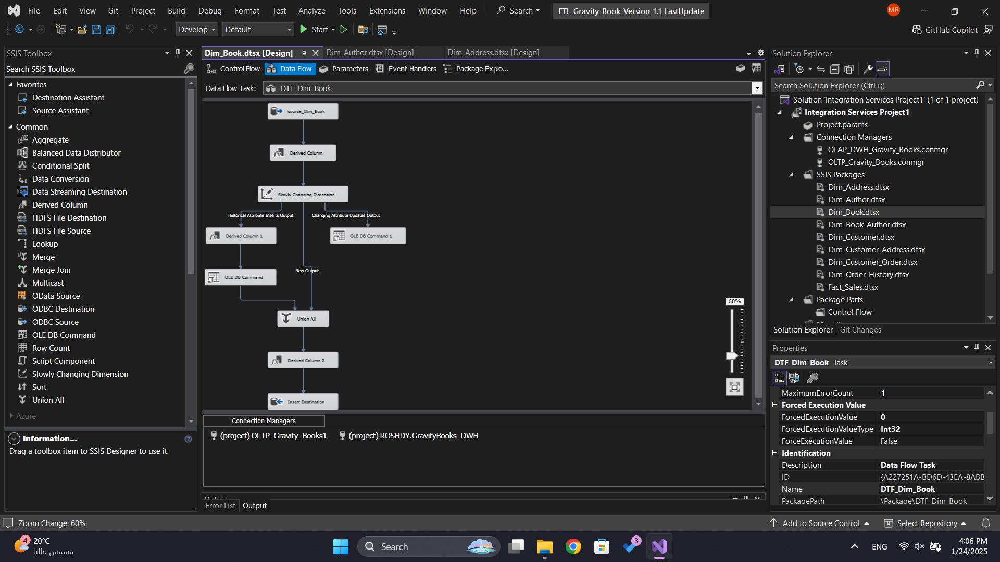 File Edit View Git Project Build Debug Format Test Analyze Tools Extensions Window Help Search ETL_Gravity_Book_Version_1.1_LastUpdate MR
Develop Default Start GitHub Copilot
SSIS Toolbox
Search SSIS Toolbox
Favorites
Destination Assistant
Source Assistant
Common
Aggregate
Balanced Data Distributor
Conditional Split
Data Conversion
Data Streaming Destination
Derived Column
HDFS File Destination
HDFS File Source
Lookup
Merge
Merge Join
Multicast
OData Source
ODBC Destination
ODBC Source
OLE DB Command
Row Count
Script Component
Slowly Changing Dimension
Sort
Union All
Azure
Information...
Drag a toolbox item to SSIS Designer to use it.
Dim_Book.dtsx [Design] Dim_Author.dtsx [Design] Dim_Address.dtsx [Design]
Control Flow Data Flow Parameters Event Handlers Package Explo...
Data Flow Task: DTF_Dim_Book
source_Dim_Book
Derived Column
Slowly Changing Dimension
Historical Attribute Inserts Output Changing Attribute Updates Output
Derived Column 1 OLE DB Command 1
New Output
OLE DB Command
Union All
Derived Column 2
Insert Destination
60%
Connection Managers
(project) OLTP_Gravity_Books1 (project) ROSHDY.GravityBooks_DWH
Output
Error List Output
Solution Explorer
Search Solution Explorer (Ctrl+;)
Solution 'Integration Services Project1' (1 of 1 project)
Integration Services Project1
Project.params
Connection Managers
OLAP_DWH_Gravity_Books.conmgr
OLTP_Gravity_Books.conmgr
SSIS Packages
Dim_Address.dtsx
Dim_Author.dtsx
Dim_Book.dtsx
Dim_Book_Author.dtsx
Dim_Customer.dtsx
Dim_Customer_Address.dtsx
Dim_Customer_Order.dtsx
Dim_Order_History.dtsx
Fact_Sales.dtsx
Package Parts
Control Flow
Solution Explorer Git Changes
Properties
DTF_Dim_Book Task
MaximumErrorCount 1
Forced Execution Value
ForcedExecutionValue 0
ForcedExecutionValueType Int32
ForceExecutionValue False
Identification
Description Data Flow Task
ID {A227251A-BD6D-43EA-8ABB
Name DTF_Dim_Book
PackagePath \Package\DTF_Dim_Book
Zoom Change: 60% Add to Source Control Select Repository
4 20°C
مشمس غالبًا
Search 3 ENG
4:06 PM
1/24/2025